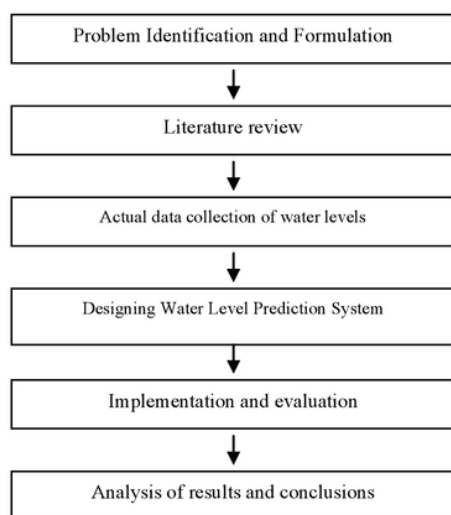 Problem Identification and Formulation
Literature review
Actual data collection of water levels
Designing Water Level Prediction System
Implementation and evaluation
Analysis of results and conclusions